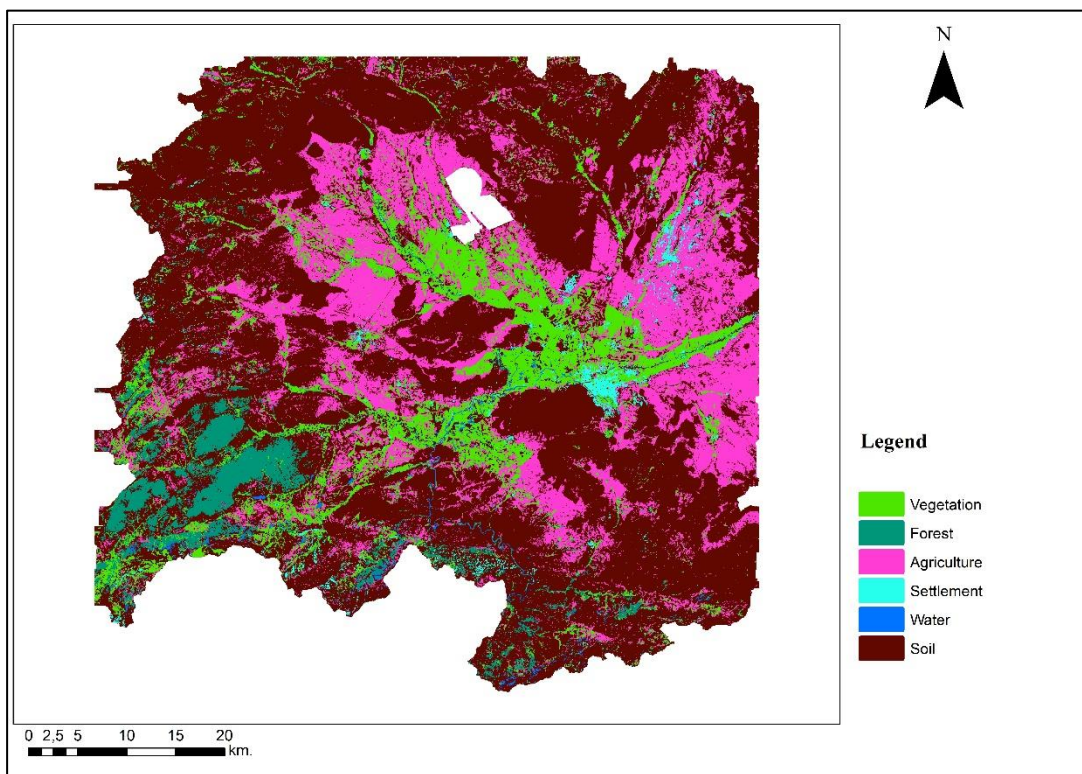 N
Legend
Vegetation
Forest
Agriculture
Settlement
Water
Soil
0 2,5 5 10 15 20
km.